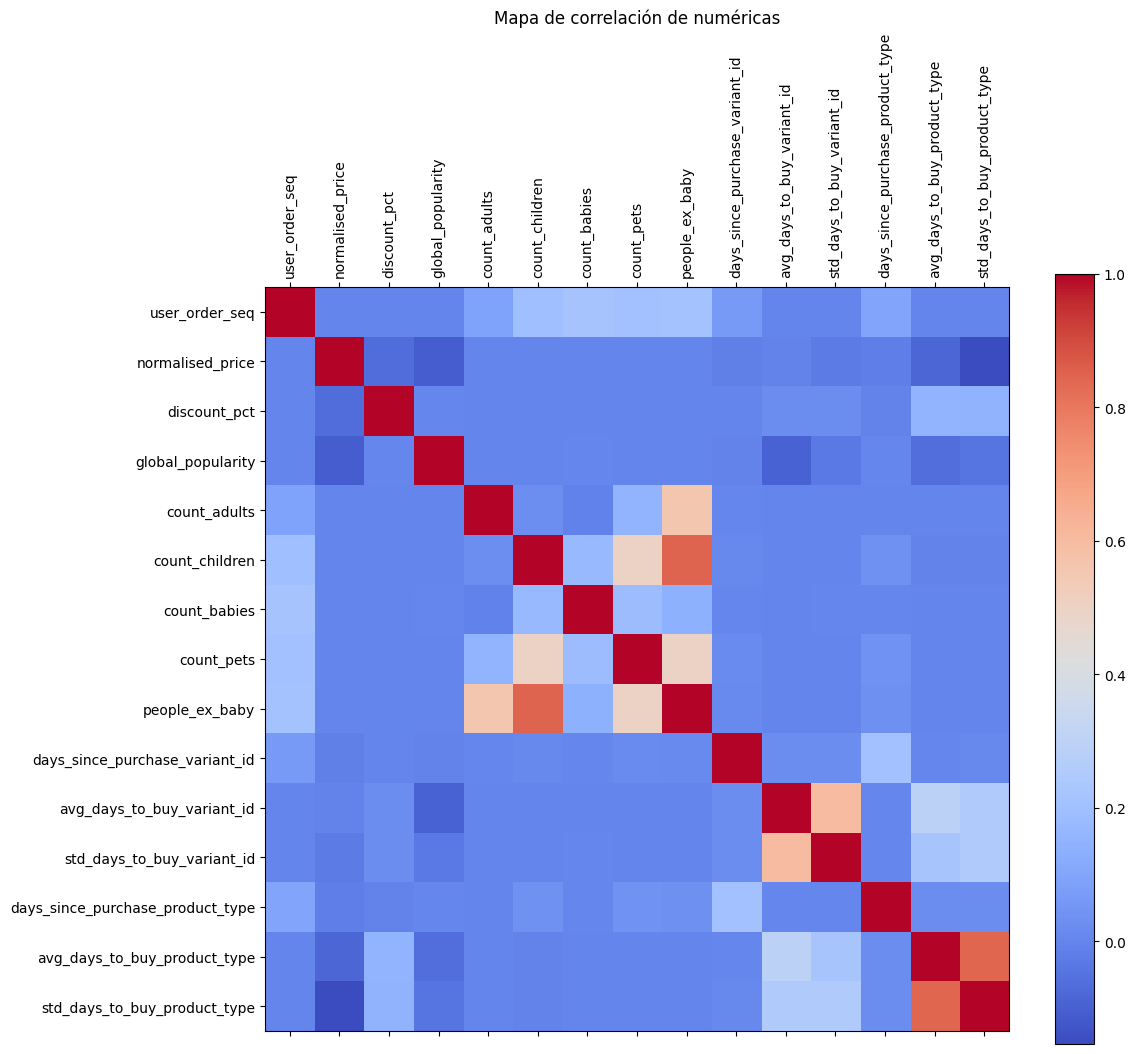 Mapa de correlación de numéricas
user_order_seq
normalised_price
discount_pct
global_popularity
count_adults
count_children
count_babies
count_pets
people_ex_baby
days_since_purchase_variant_id
avg_days_to_buy_variant_id
std_days_to_buy_variant_id
days_since_purchase_product_type
avg_days_to_buy_product_type
std_days_to_buy_product_type
user_order_seq
normalised_price
discount_pct
global_popularity
count_adults
count_children
count_babies
count_pets
people_ex_baby
days_since_purchase_variant_id
avg_days_to_buy_variant_id
std_days_to_buy_variant_id
days_since_purchase_product_type
avg_days_to_buy_product_type
std_days_to_buy_product_type
1.0
0.8
0.6
0.4
0.2
0.0